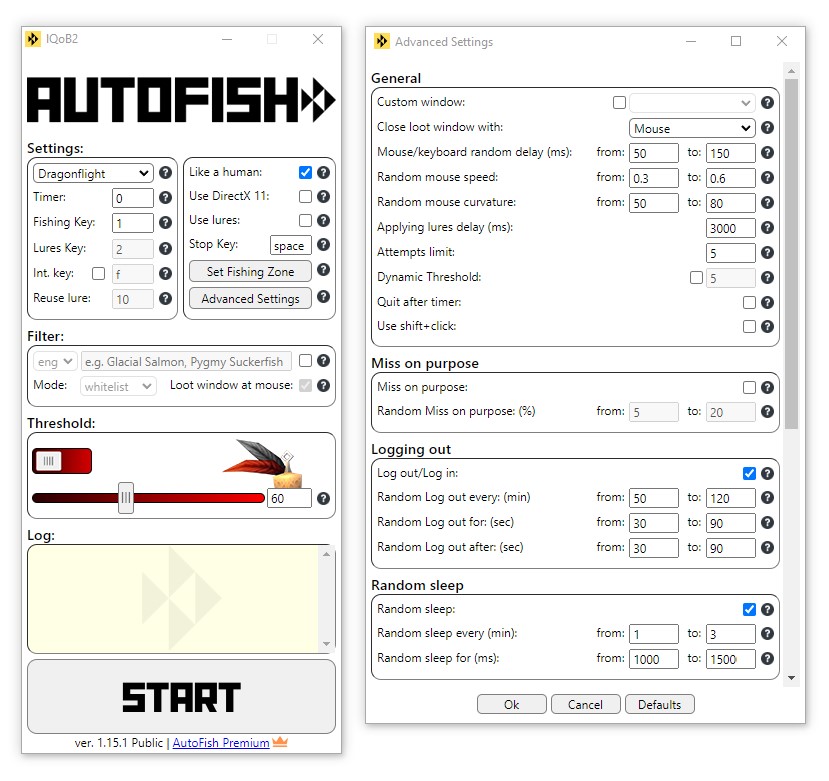 IQoB2
AUTOFISH
Settings:
Dragonflight
Timer: 0
Fishing Key: 1
Lures Key: 2
Int. key: f
Reuse lure: 10
Like a human:
Use DirectX 11:
Use lures:
Stop Key: space
Set Fishing Zone
Advanced Settings
Filter:
eng e.g. Glacial Salmon, Pygmy Suckerfish
Mode: whitelist Loot window at mouse:
Threshold:
60
Log:
START
ver. 1.15.1 Public | AutoFish Premium
Advanced Settings
General
Custom window:
Close loot window with: Mouse
Mouse/keyboard random delay (ms): from: 50 to: 150
Random mouse speed: from: 0.3 to: 0.6
Random mouse curvature: from: 50 to: 80
Applying lures delay (ms): 3000
Attempts limit: 5
Dynamic Threshold: 5
Quit after timer:
Use shift+click:
Miss on purpose
Miss on purpose:
Random Miss on purpose: (%) from: 5 to: 20
Logging out
Log out/Log in:
Random Log out every: (min) from: 50 to: 120
Random Log out for: (sec) from: 30 to: 90
Random Log out after: (sec) from: 30 to: 90
Random sleep
Random sleep:
Random sleep every (min): from: 1 to: 3
Random sleep for (ms): from: 1000 to: 1500
Ok Cancel Defaults